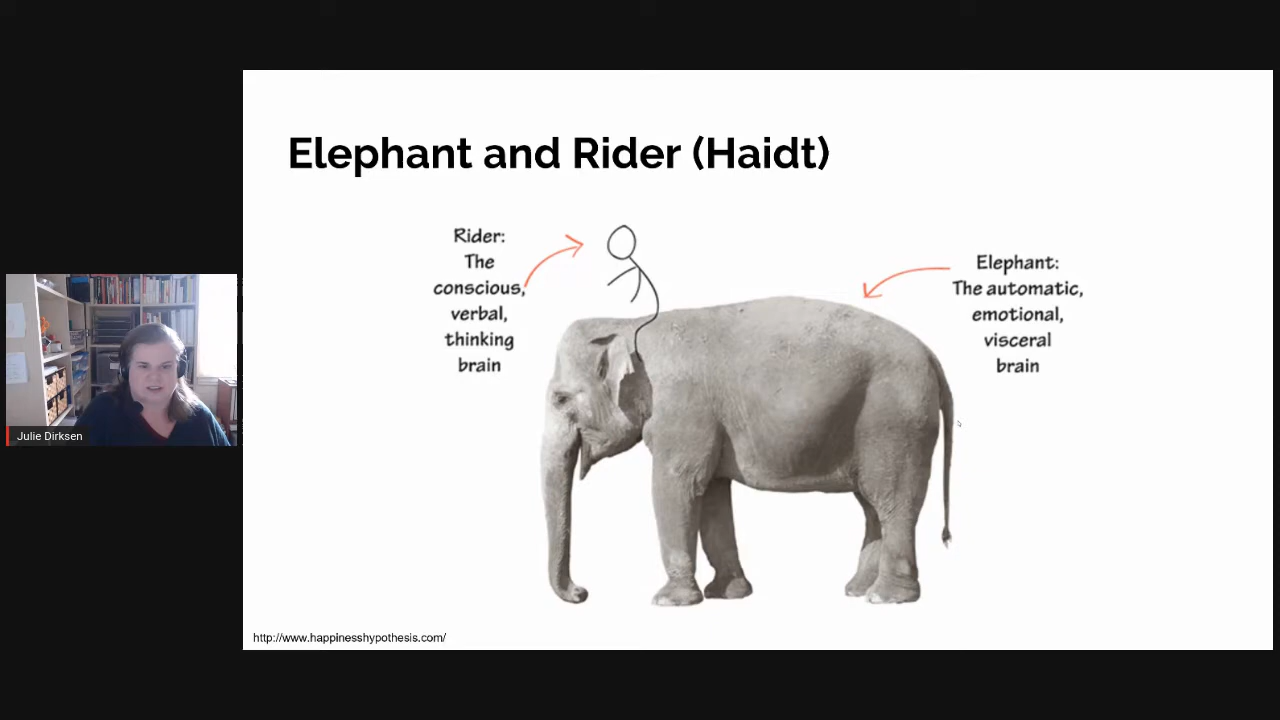 Elephant and Rider (Haidt)
Rider:
The
conscious,
verbal,
thinking
brain
Elephant:
The automatic,
emotional,
visceral
brain
Julie Dirksen
http://www.happinesshypothesis.com/